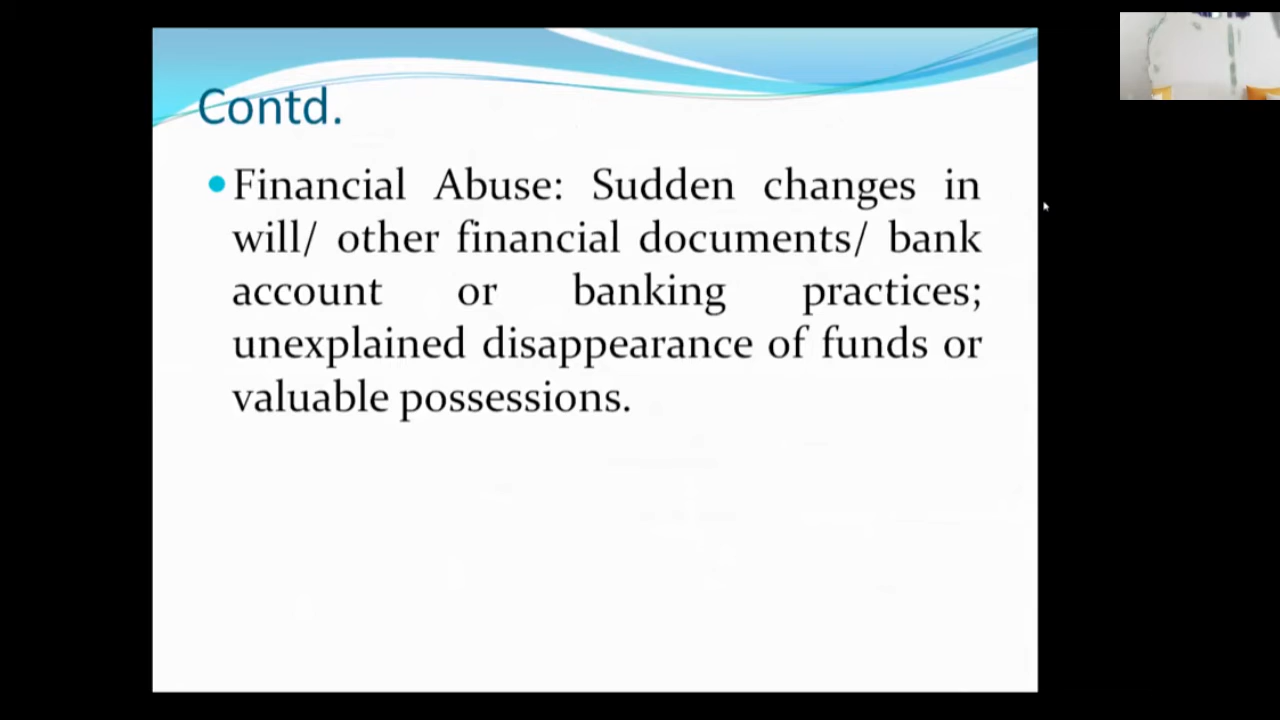 Contd.
Financial Abuse: Sudden changes in
will/ other financial documents/ bank
account or banking practices;
unexplained disappearance of funds or
valuable possessions.